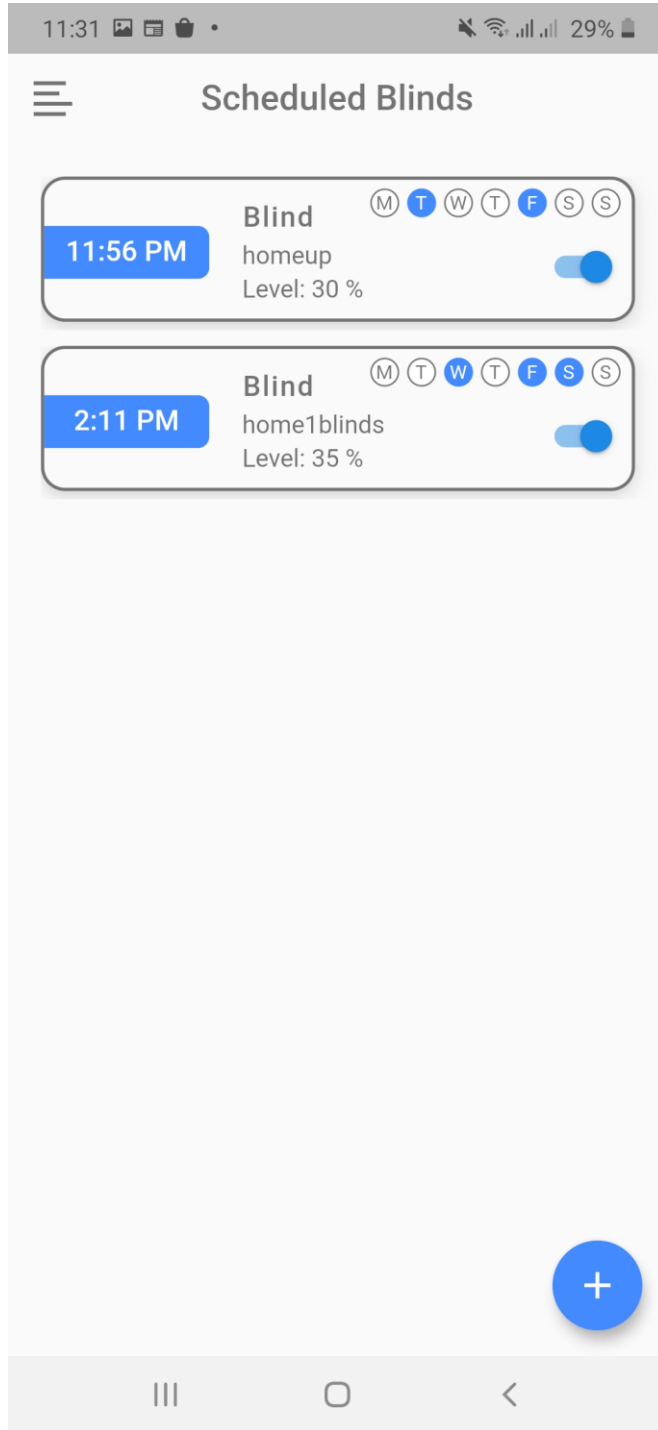 11:31 29%
Scheduled Blinds
M T W T F S S
Blind
11:56 PM
homeup
Level: 30 %
M T W T F S S
Blind
2:11 PM
home1blinds
Level: 35 %
+